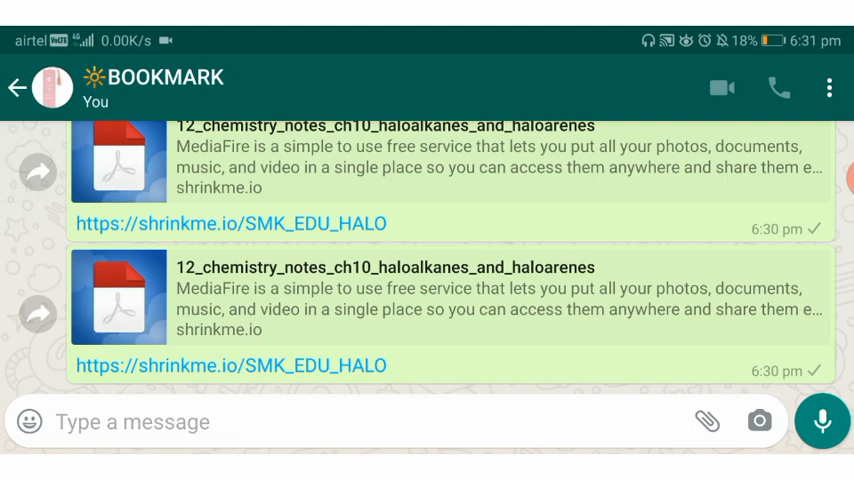 airtel VoLTE 4G 0.00K/s 18% 6:31 pm
BOOKMARK
You
12_chemistry_notes_ch10_haloalkanes_and_haloarenes
MediaFire is a simple to use free service that lets you put all your photos, documents,
music, and video in a single place so you can access them anywhere and share them e...
shrinkme.io
https://shrinkme.io/SMK_EDU_HALO
6:30 pm
12_chemistry_notes_ch10_haloalkanes_and_haloarenes
MediaFire is a simple to use free service that lets you put all your photos, documents,
music, and video in a single place so you can access them anywhere and share them e...
shrinkme.io
https://shrinkme.io/SMK_EDU_HALO
6:30 pm
Type a message